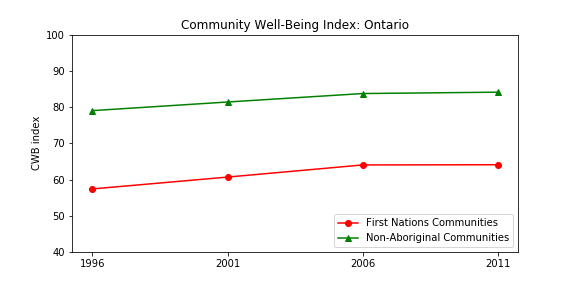 Community Well-Being Index: Ontario
100
90
80
70
60
50
40
CWB index
First Nations Communities
Non-Aboriginal Communities
1996 2001 2006 2011